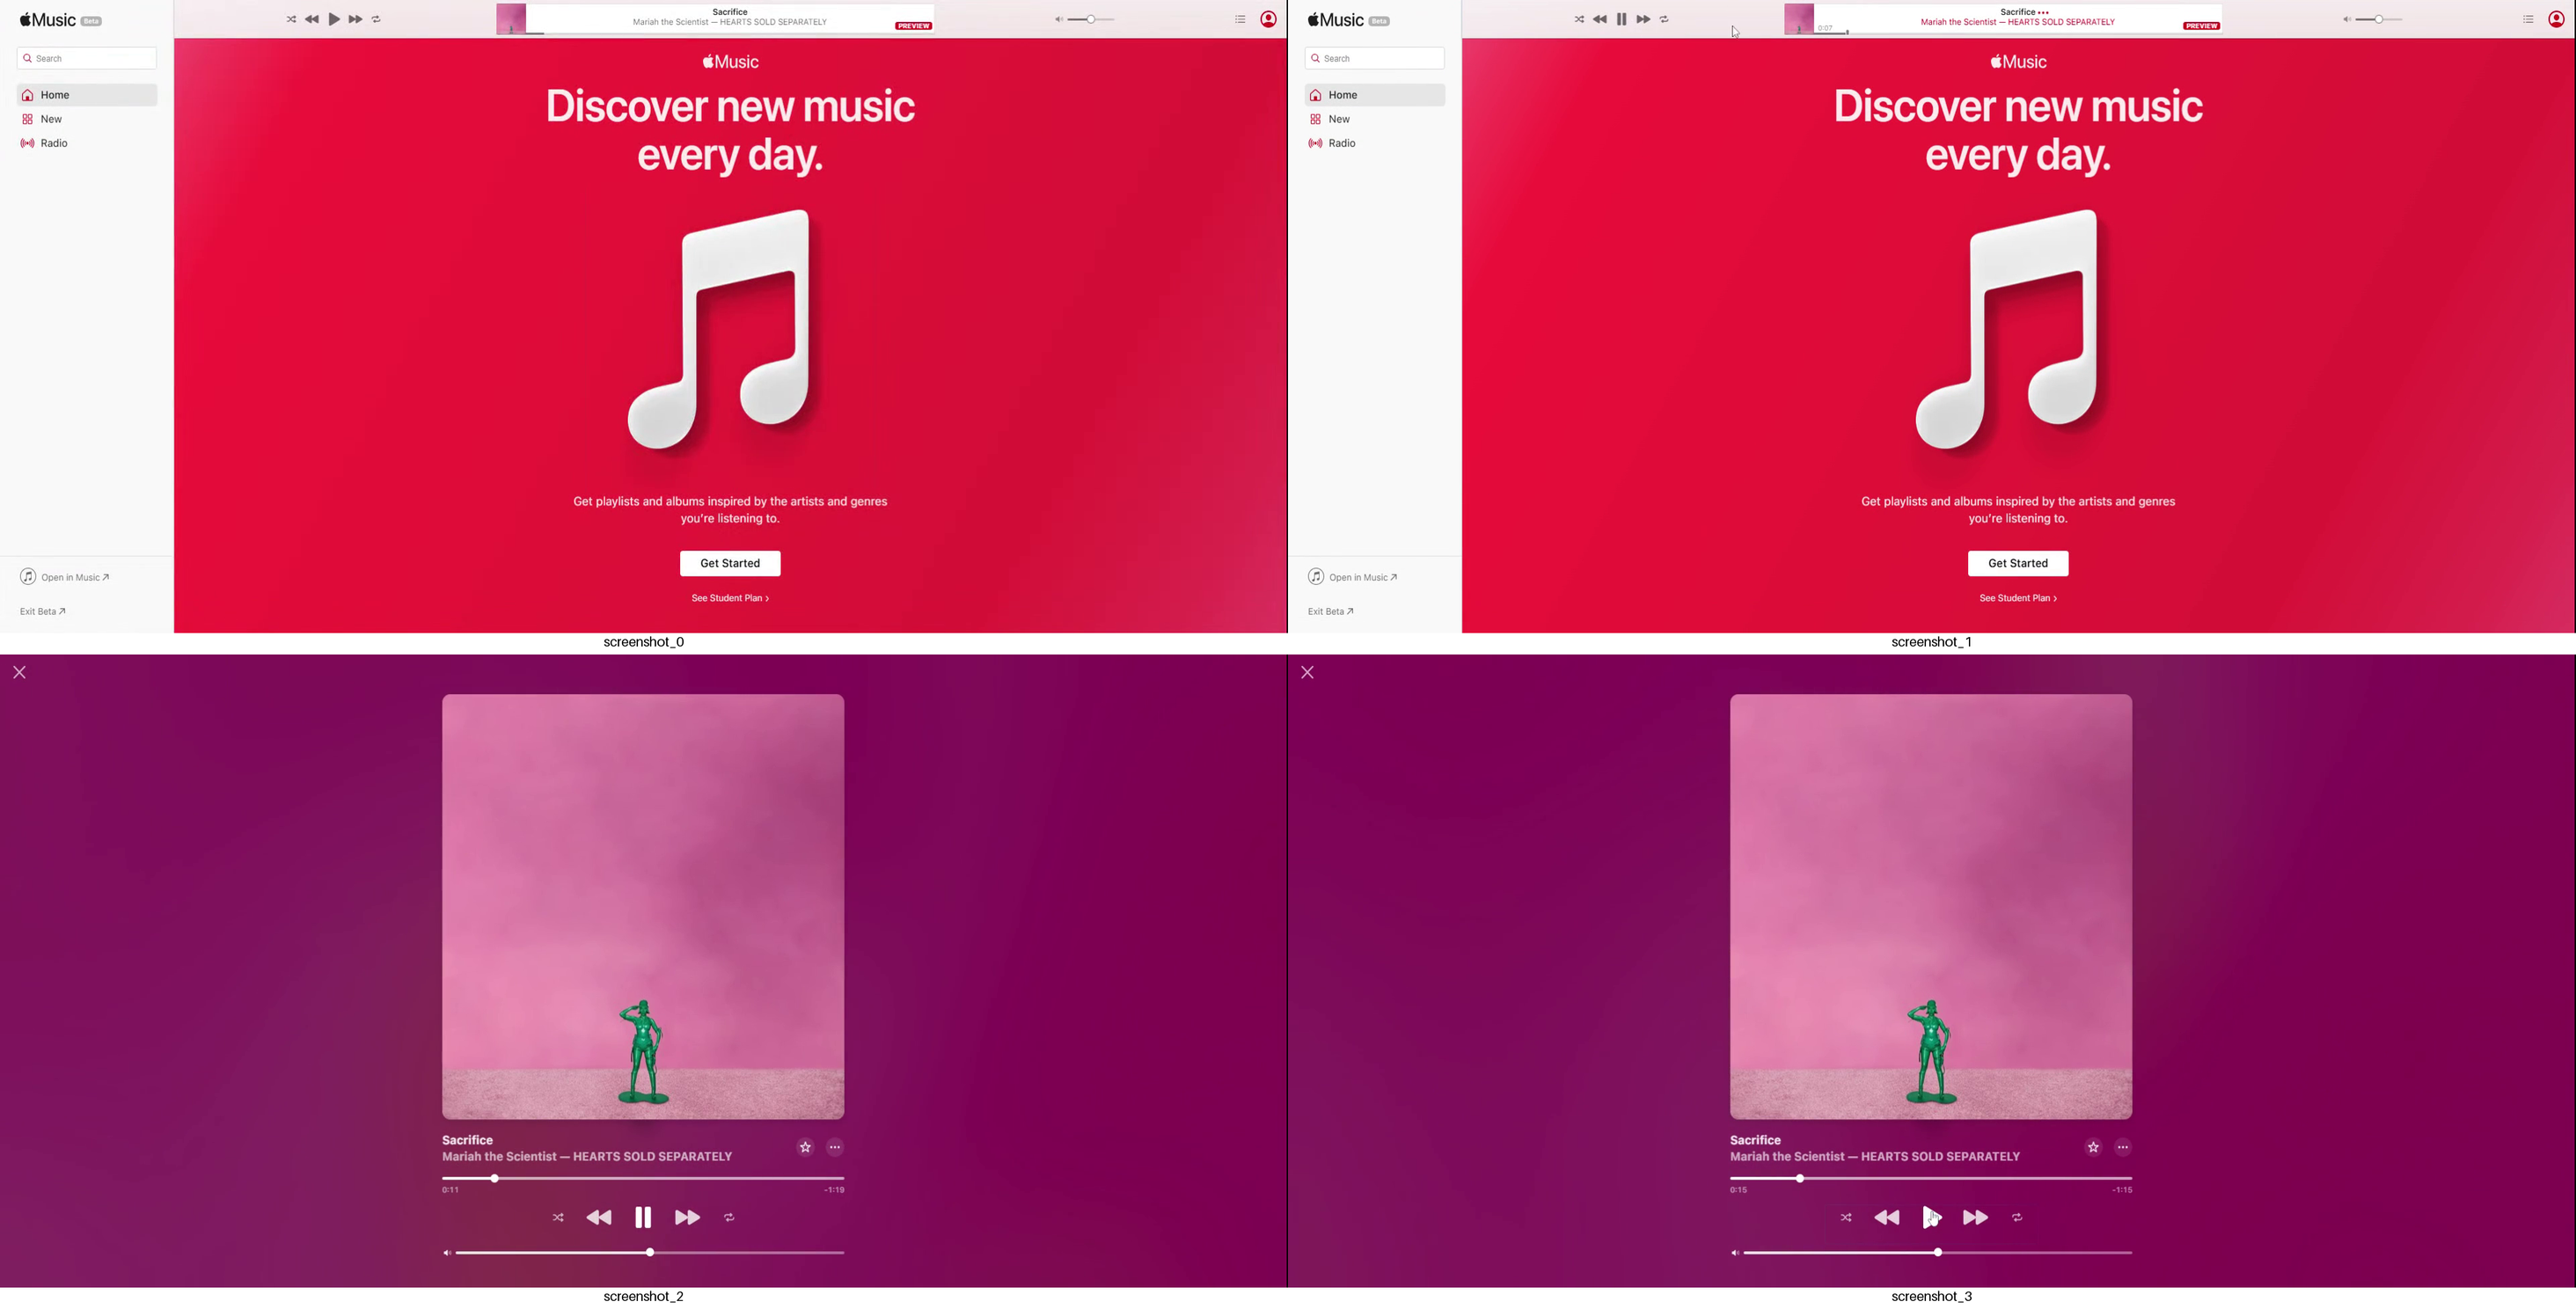 Music Beta
Search
Home
New
Radio
Open in Music
Exit Beta
Sacrifice
Mariah the Scientist — HEARTS SOLD SEPARATELY
PREVIEW
Music
Discover new music
every day.
Get playlists and albums inspired by the artists and genres
you're listening to.
Get Started
See Student Plan
screenshot_0
Music Beta
Search
Home
New
Radio
Open in Music
Exit Beta
Sacrifice
Mariah the Scientist — HEARTS SOLD SEPARATELY
0:07
PREVIEW
Music
Discover new music
every day.
Get playlists and albums inspired by the artists and genres
you're listening to.
Get Started
See Student Plan
screenshot_1
Sacrifice
Mariah the Scientist — HEARTS SOLD SEPARATELY
0:11 -1:19
screenshot_2
Sacrifice
Mariah the Scientist — HEARTS SOLD SEPARATELY
0:15 -1:15
screenshot_3